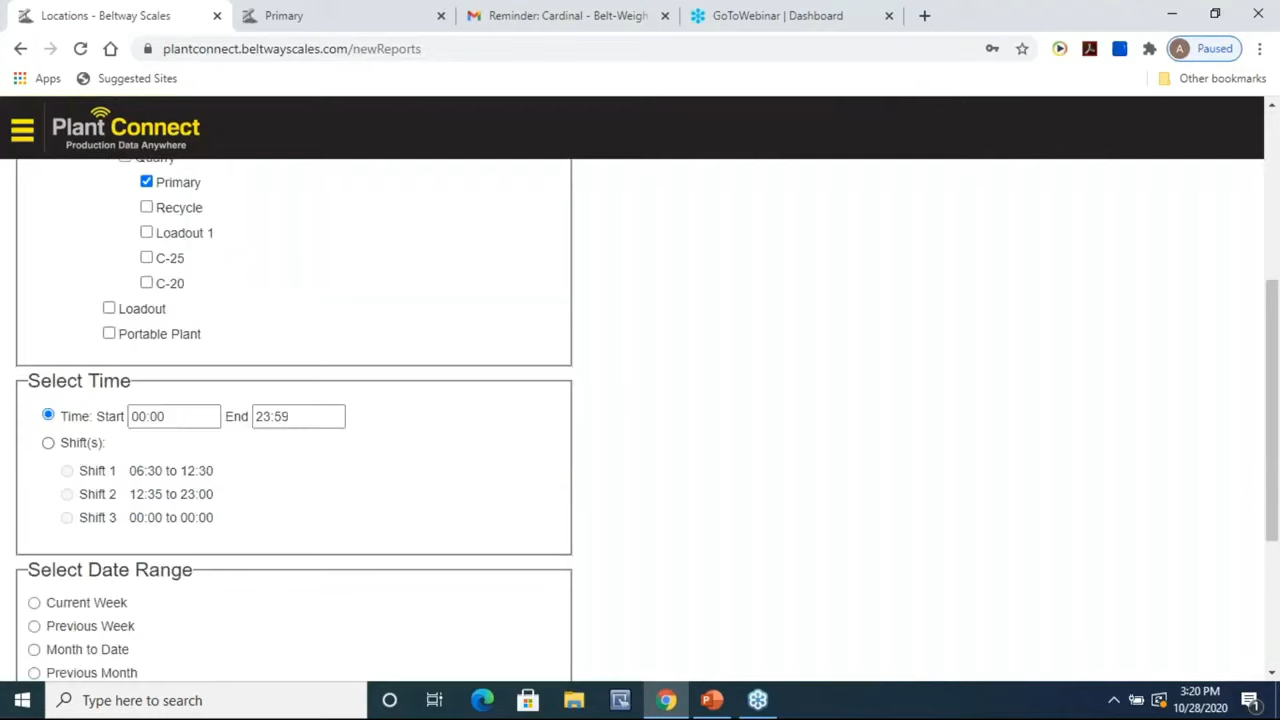 Locations - Beltway Scales
Primary
Reminder: Cardinal - Belt-Weigh
GoToWebinar | Dashboard
plantconnect.beltwayscales.com/newReports
A Paused
Apps Suggested Sites Other bookmarks
Plant Connect
Production Data Anywhere
Quarry
Primary
Recycle
Loadout 1
C-25
C-20
Loadout
Portable Plant
Select Time
Time: Start 00:00 End 23:59
Shift(s):
Shift 1 06:30 to 12:30
Shift 2 12:35 to 23:00
Shift 3 00:00 to 00:00
Select Date Range
Current Week
Previous Week
Month to Date
Previous Month
Type here to search
3:20 PM
10/28/2020
1